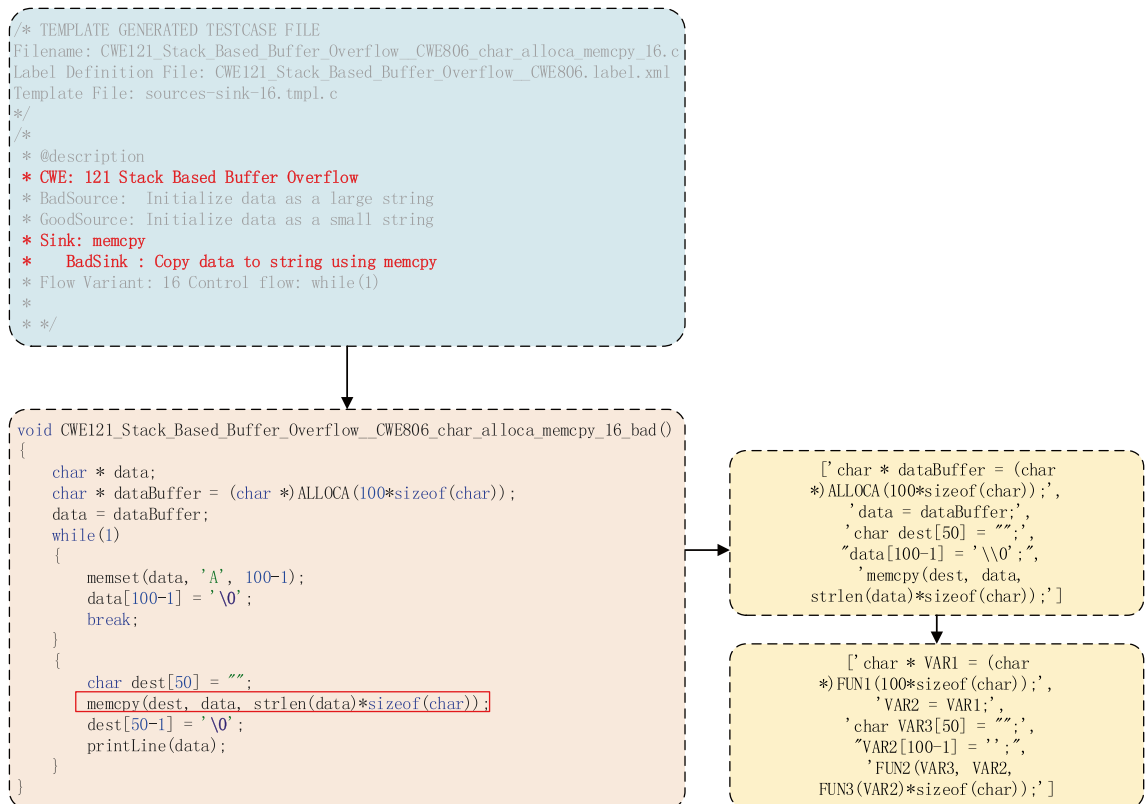 /* TEMPLATE GENERATED TESTCASE FILE
Filename: CWE121_Stack_Based_Buffer_Overflow__CWE806_char_alloca_memcpy_16.c
Label Definition File: CWE121_Stack_Based_Buffer_Overflow__CWE806.label.xml
Template File: sources-sink-16.tmpl.c
*/
/*
 * @description
 * CWE: 121 Stack Based Buffer Overflow
 * BadSource:  Initialize data as a large string
 * GoodSource: Initialize data as a small string
 * Sink: memcpy
 *    BadSink : Copy data to string using memcpy
 * Flow Variant: 16 Control flow: while(1)
 *
 * */
void CWE121_Stack_Based_Buffer_Overflow__CWE806_char_alloca_memcpy_16_bad()
{
    char * data;
    char * dataBuffer = (char *)ALLOCA(100*sizeof(char));
    data = dataBuffer;
    while(1)
    {
        memset(data, 'A', 100-1);
        data[100-1] = '\0';
        break;
    }
    {
        char dest[50] = "";
        memcpy(dest, data, strlen(data)*sizeof(char));
        dest[50-1] = '\0';
        printLine(data);
    }
}
['char * dataBuffer = (char
*)ALLOCA(100*sizeof(char));',
'data = dataBuffer;',
'char dest[50] = "";',
"data[100-1] = '\\0';",
'memcpy(dest, data,
strlen(data)*sizeof(char));']
['char * VAR1 = (char
*)FUN1(100*sizeof(char));',
'VAR2 = VAR1;',
'char VAR3[50] = "";',
"VAR2[100-1] = '';",
'FUN2(VAR3, VAR2,
FUN3(VAR2)*sizeof(char));']